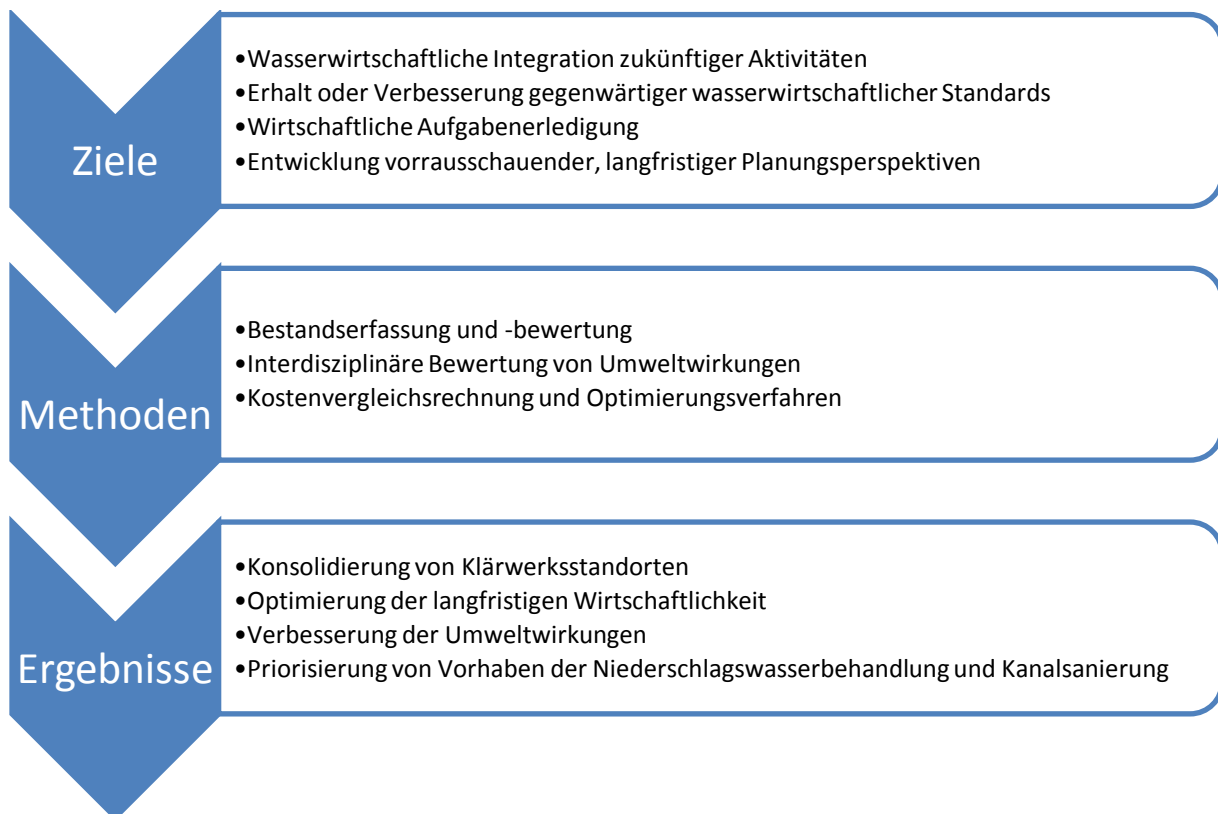 Ziele
•Wasserwirtschaftliche Integration zukünftiger Aktivitäten
•Erhalt oder Verbesserung gegenwärtiger wasserwirtschaftlicher Standards
•Wirtschaftliche Aufgabenerledigung
•Entwicklung vorrausschauender, langfristiger Planungsperspektiven
Methoden
•Bestandserfassung und -bewertung
•Interdisziplinäre Bewertung von Umweltwirkungen
•Kostenvergleichsrechnung und Optimierungsverfahren
Ergebnisse
•Konsolidierung von Klärwerksstandorten
•Optimierung der langfristigen Wirtschaftlichkeit
•Verbesserung der Umweltwirkungen
•Priorisierung von Vorhaben der Niederschlagswasserbehandlung und Kanalsanierung